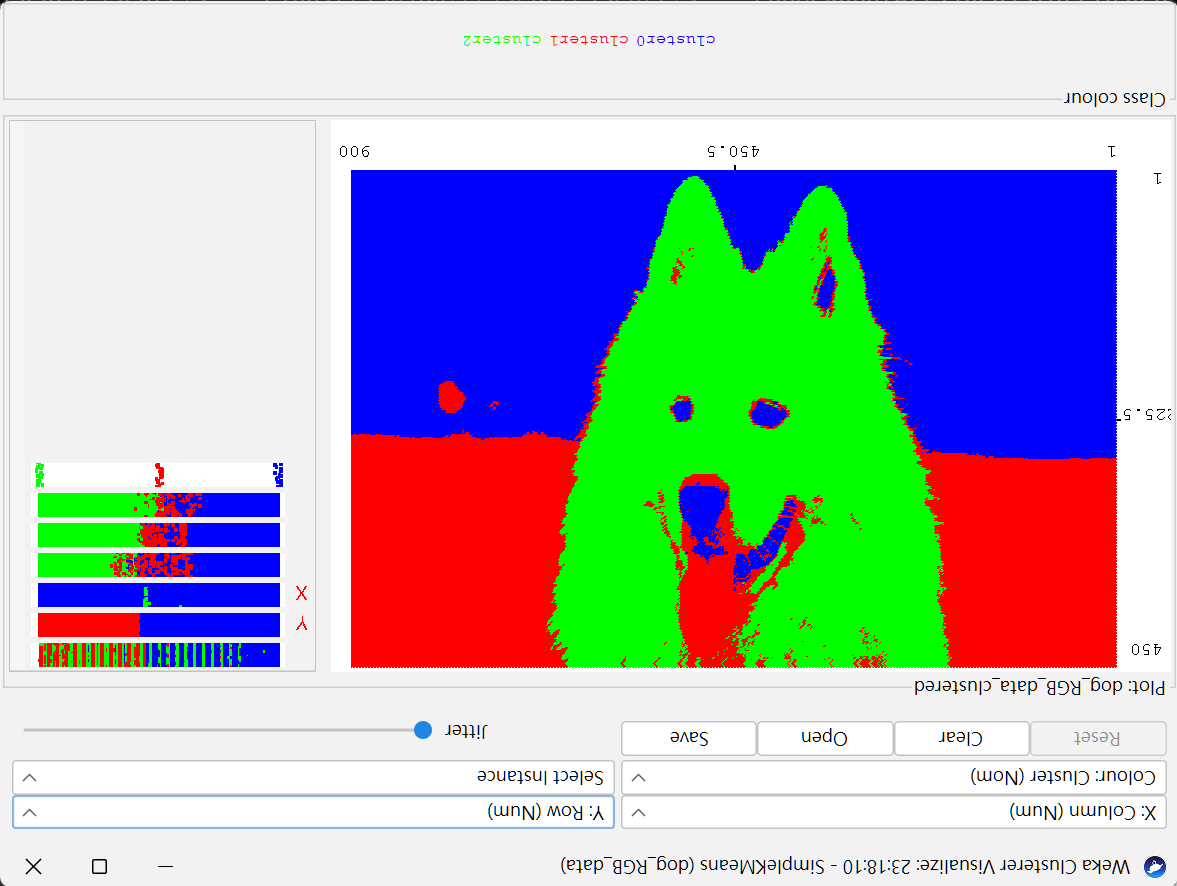 Weka Clusterer Visualize: 23:18:10 - SimpleKMeans (dog_RGB_data)
X: Column (Num) Y: Row (Num)
Colour: Cluster (Nom) Select Instance
Reset Clear Open Save Jitter
Plot: dog_RGB_data_clustered
450
225.5
1
1 450.5 900
Y
X
Class colour
cluster0 cluster1 cluster2